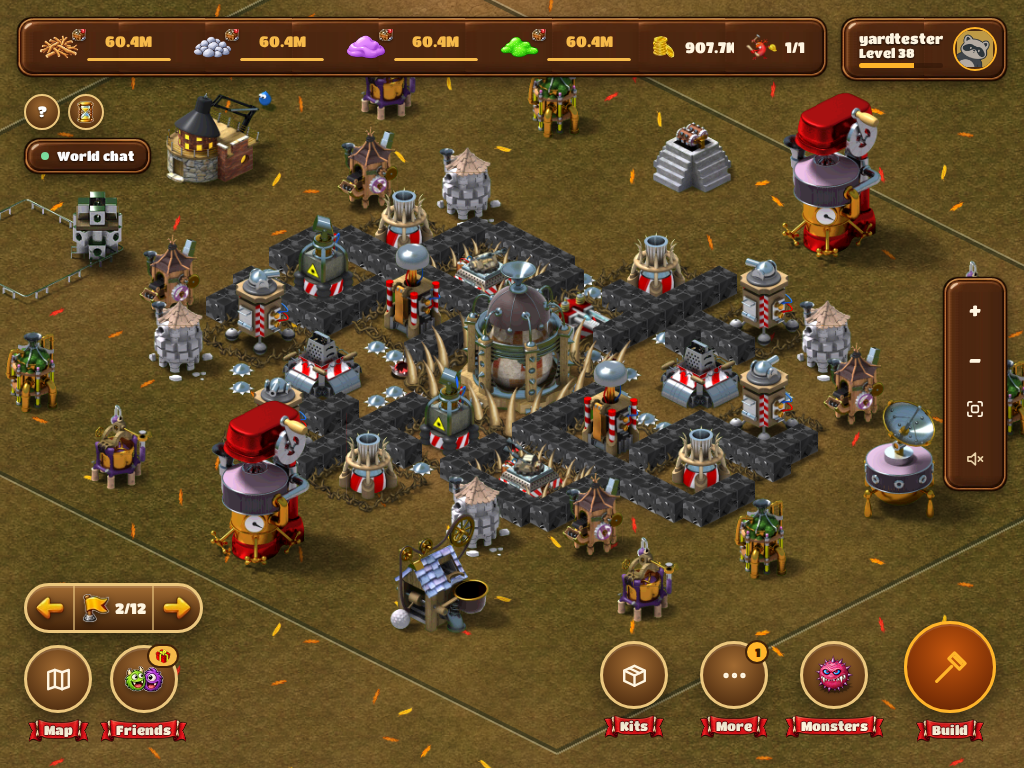 60.4M
60.4M
60.4M
60.4M
907.7K
1/1
yardtester
Level 38
?
World chat
2/12
1
Map
Friends
Kits
More
Monsters
Build